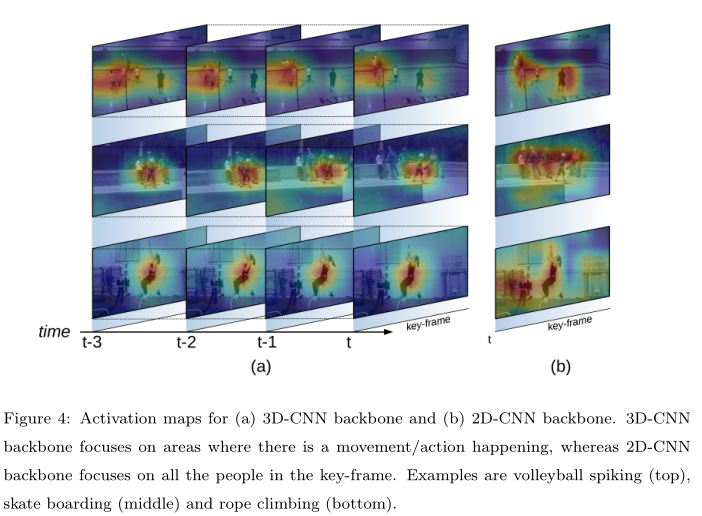 time
t-3
t-2
t-1
t
key-frame
(a)
t
key-frame
(b)
Figure 4: Activation maps for (a) 3D-CNN backbone and (b) 2D-CNN backbone. 3D-CNN
backbone focuses on areas where there is a movement/action happening, whereas 2D-CNN
backbone focuses on all the people in the key-frame. Examples are volleyball spiking (top),
skate boarding (middle) and rope climbing (bottom).